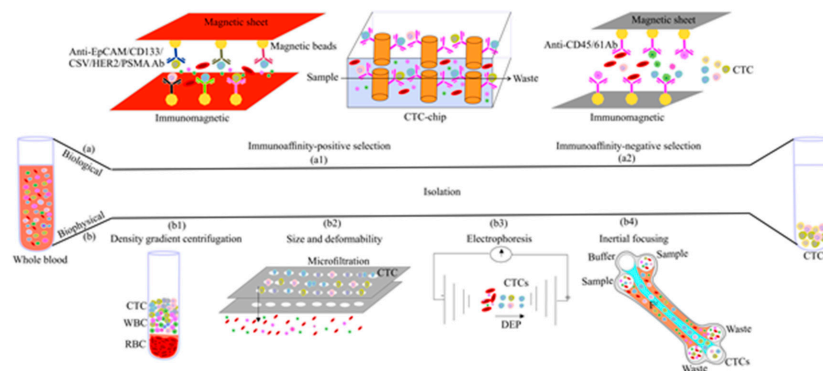 Magnetic sheet
Anti-EpCAM/CD133/
CSV/HER2/PSMA Ab
Magnetic beads
Immunomagnetic
Sample
Waste
CTC-chip
Magnetic sheet
Anti-CD45/61Ab
CTC
Immunomagnetic
(a)
Biological
Immunoaffinity-positive selection
(a1)
Immunoaffinity-negative selection
(a2)
Isolation
Biophysical
(b)
Whole blood
CTC
(b1)
Density gradient centrifugation
CTC
WBC
RBC
(b2)
Size and deformability
Microfiltration
CTC
(b3)
Electrophoresis
CTCs
DEP
(b4)
Inertial focusing
Buffer
Sample
Sample
F
Waste
CTCs
Waste